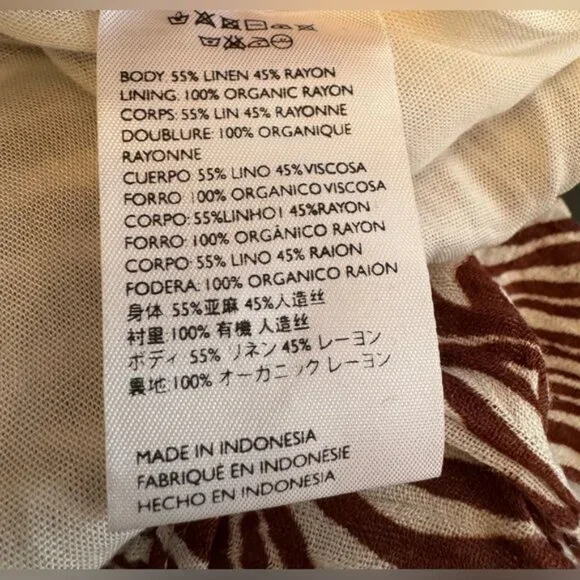 BODY 55% LINEN 45% RAYON
LINING: 100% ORGANIC RAYON
CORPS: 55% LIN 45% RAYONNE
DOUBLURE: 100% ORGANIQUE
RAYONNE
CUERPO 55% LINO 45%VISCOSA
FORRO :100% ORGANICO VISCOSA
CORPO: 55%LINHO1 45%RAYON
FORRO: 100% ORGÂNICO RAYON
CORPO: 55% LINO 45% RAION
FODERA: 100% ORGANICO RAION
身体 55%亚麻 45%人造丝
衬里:100% 有機 人造丝
ボディ 55% リネン 45% レーヨン
裏地:100% オーガニック レーヨン
MADE IN INDONESIA
FABRIQUÉ EN INDONÉSIE
HECHO EN INDONESIA